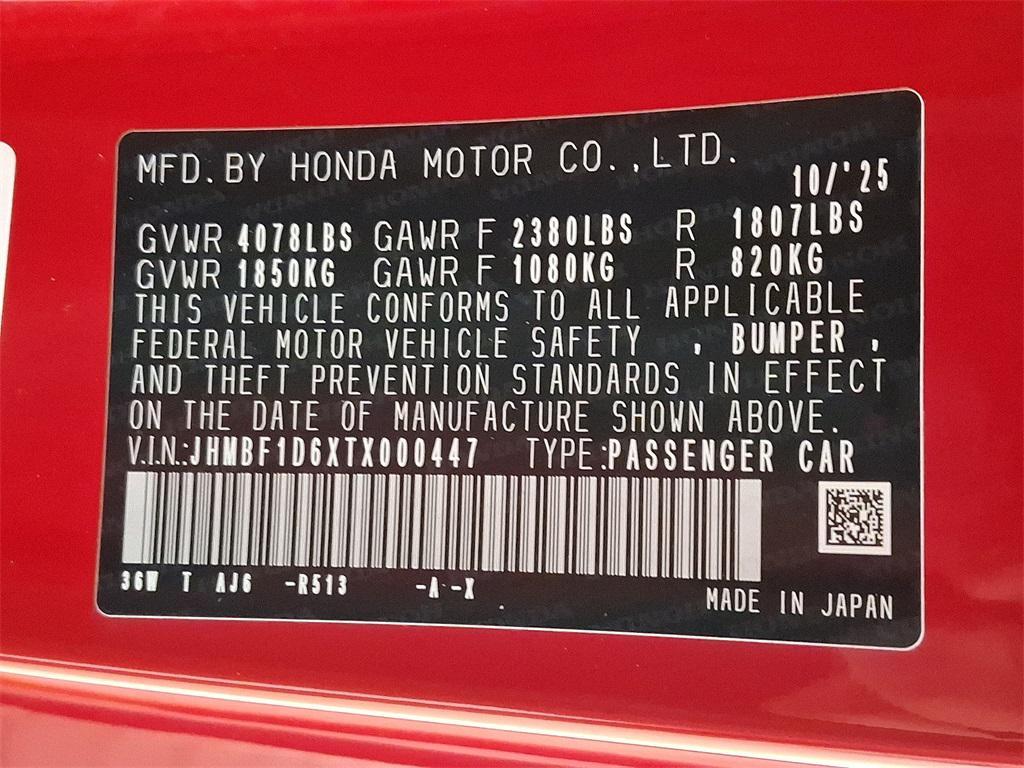 MFD. BY HONDA MOTOR CO., LTD.
10/'25
GVWR 4078LBS GAWR F 2380LBS R 1807LBS
GVWR 1850KG GAWR F 1080KG R 820KG
THIS VEHICLE CONFORMS TO ALL APPLICABLE
FEDERAL MOTOR VEHICLE SAFETY , BUMPER ,
AND THEFT PREVENTION STANDARDS IN EFFECT
ON THE DATE OF MANUFACTURE SHOWN ABOVE.
V.I.N.:JHMBF1D6XTX000447 TYPE:PASSENGER CAR
36W T AJ6 -R513 -A -X
MADE IN JAPAN